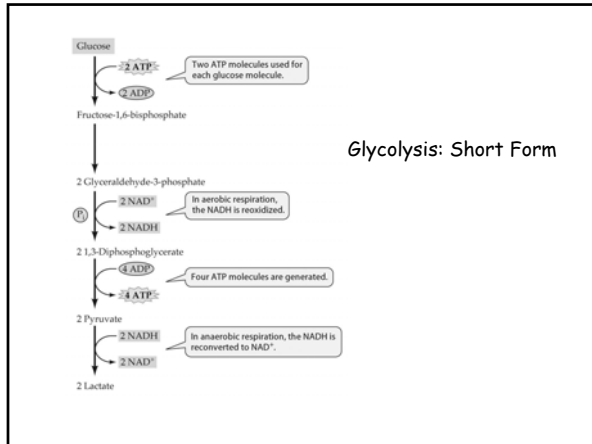 Glucose
2 ATP
Two ATP molecules used for
each glucose molecule.
2 ADP
Fructose-1,6-bisphosphate
Glycolysis: Short Form
2 Glyceraldehyde-3-phosphate
2 NAD⁺
In aerobic respiration,
the NADH is reoxidized.
Pᵢ
2 NADH
2 1,3-Diphosphoglycerate
4 ADP
Four ATP molecules are generated.
4 ATP
2 Pyruvate
2 NADH
In anaerobic respiration, the NADH is
reconverted to NAD⁺.
2 NAD⁺
2 Lactate